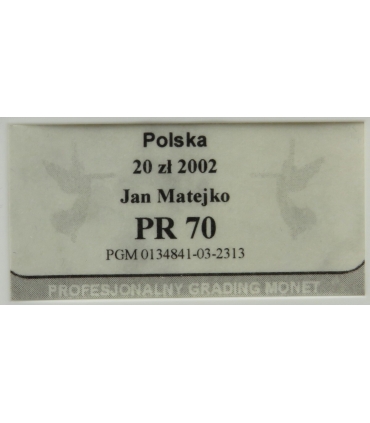 Polska
20 zł 2002
Jan Matejko
PR 70
PGM 0134841-03-2313
PROFESJONALNY GRADING MONET